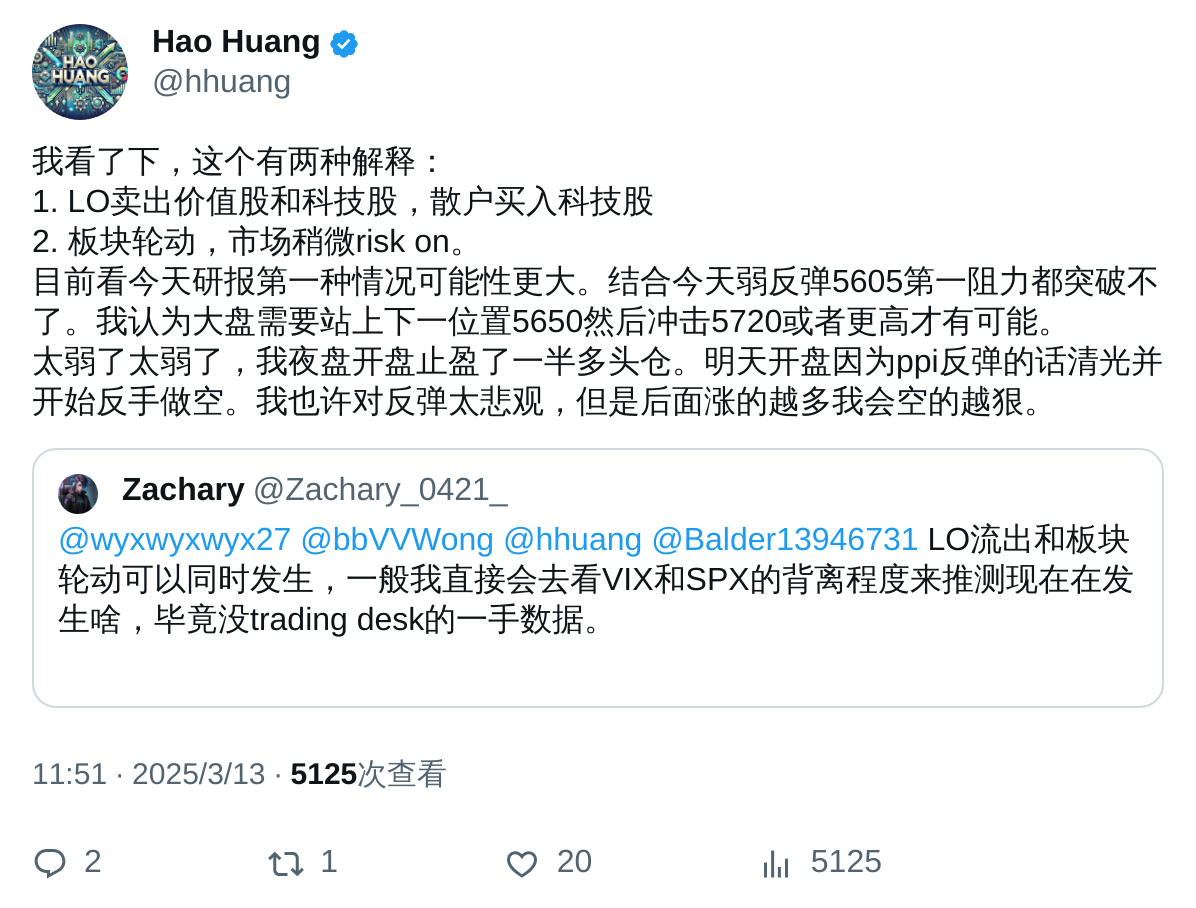 HAO
HUANG
Hao Huang
@hhuang
我看了下，这个有两种解释：
1. LO卖出价值股和科技股，散户买入科技股
2. 板块轮动，市场稍微risk on。
目前看今天研报第一种情况可能性更大。结合今天弱反弹5605第一阻力都突破不
了。我认为大盘需要站上下一位置5650然后冲击5720或者更高才有可能。
太弱了太弱了，我夜盘开盘止盈了一半多头仓。明天开盘因为ppi反弹的话清光并
开始反手做空。我也许对反弹太悲观，但是后面涨的越多我会空的越狠。
Zachary @Zachary_0421_
@wyxwyxwyx27 @bbVVWong @hhuang @Balder13946731 LO流出和板块
轮动可以同时发生，一般我直接会去看VIX和SPX的背离程度来推测现在在发
生啥，毕竟没trading desk的一手数据。
11:51 · 2025/3/13 · 5125次查看
2 1 20 5125